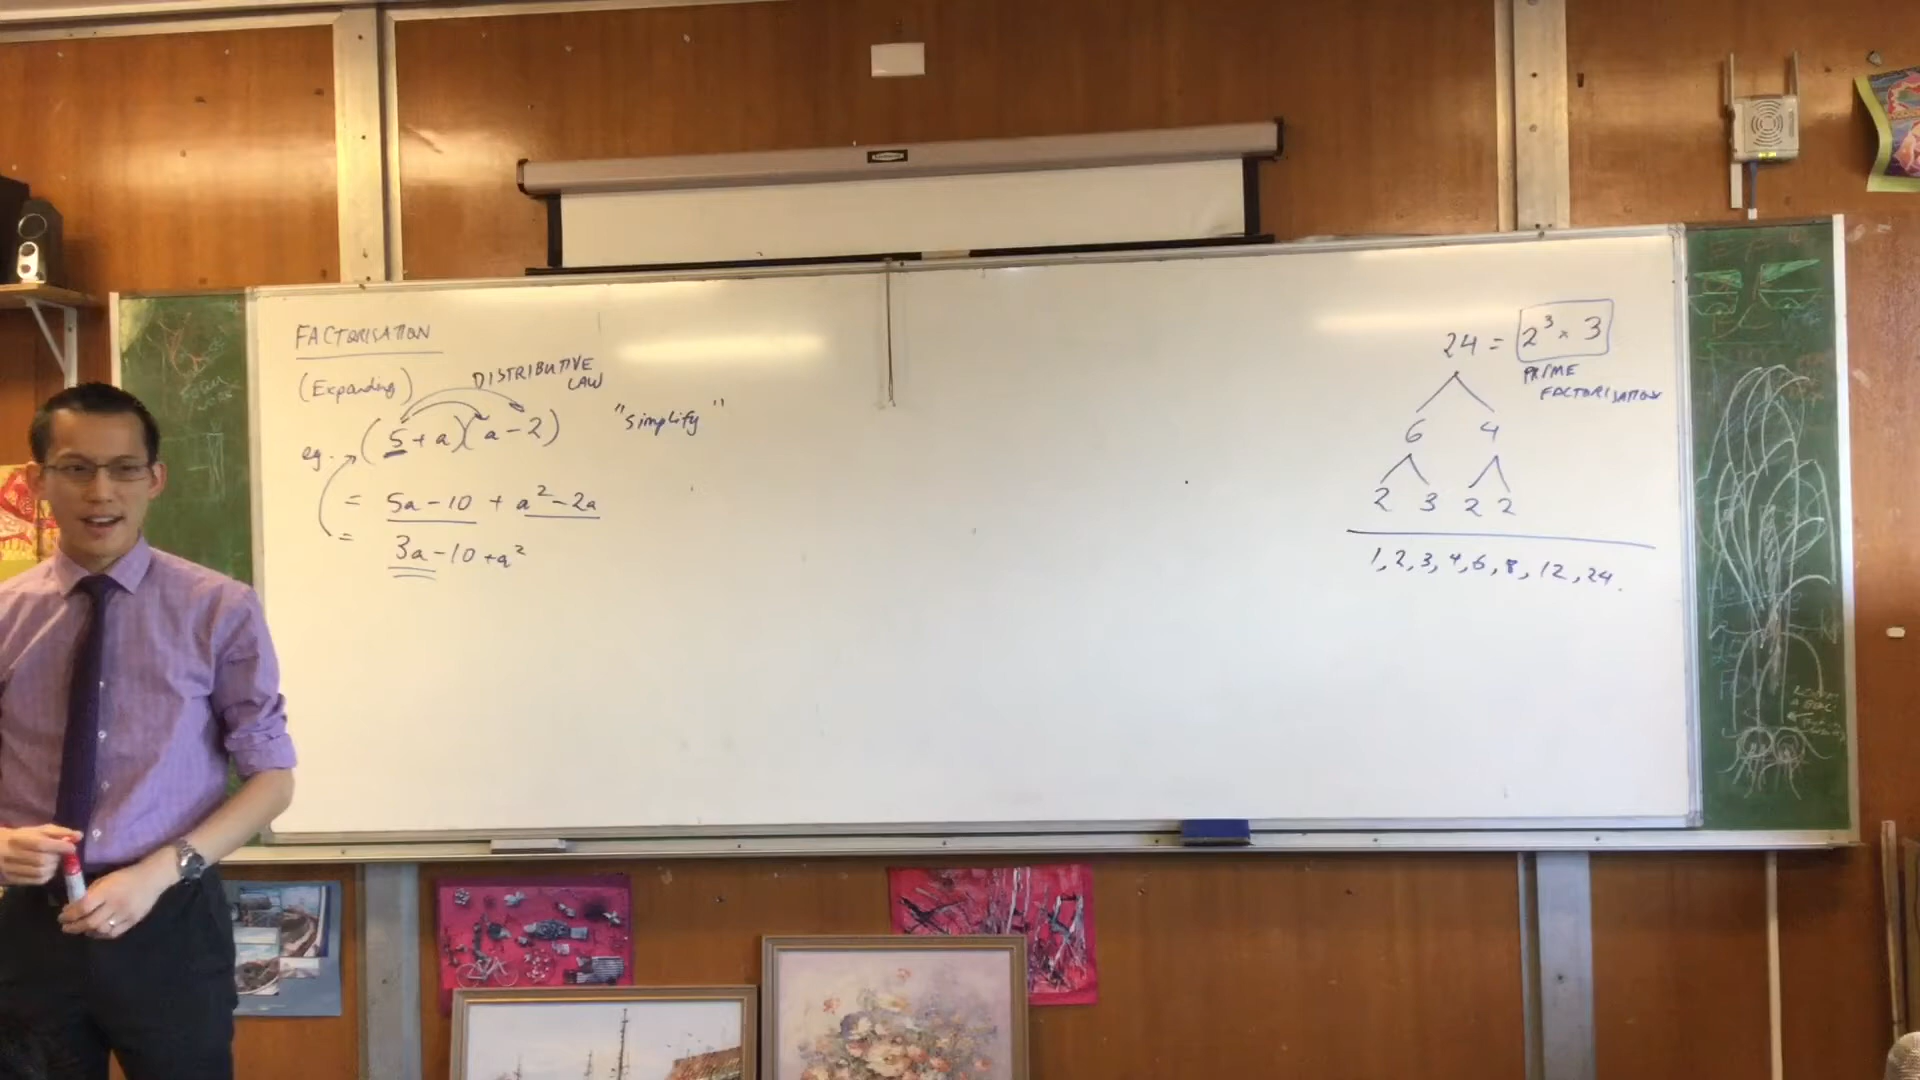 FACTORISATION
(Expanding)
DISTRIBUTIVE
LAW
eg. (5 + a)(a - 2)
"simplify"
= 5a - 10 + a² - 2a
= 3a - 10 + a²
24 = 2³ × 3
PRIME
FACTORISATION
6 4
2 3 2 2
1, 2, 3, 4, 6, 8, 12, 24.